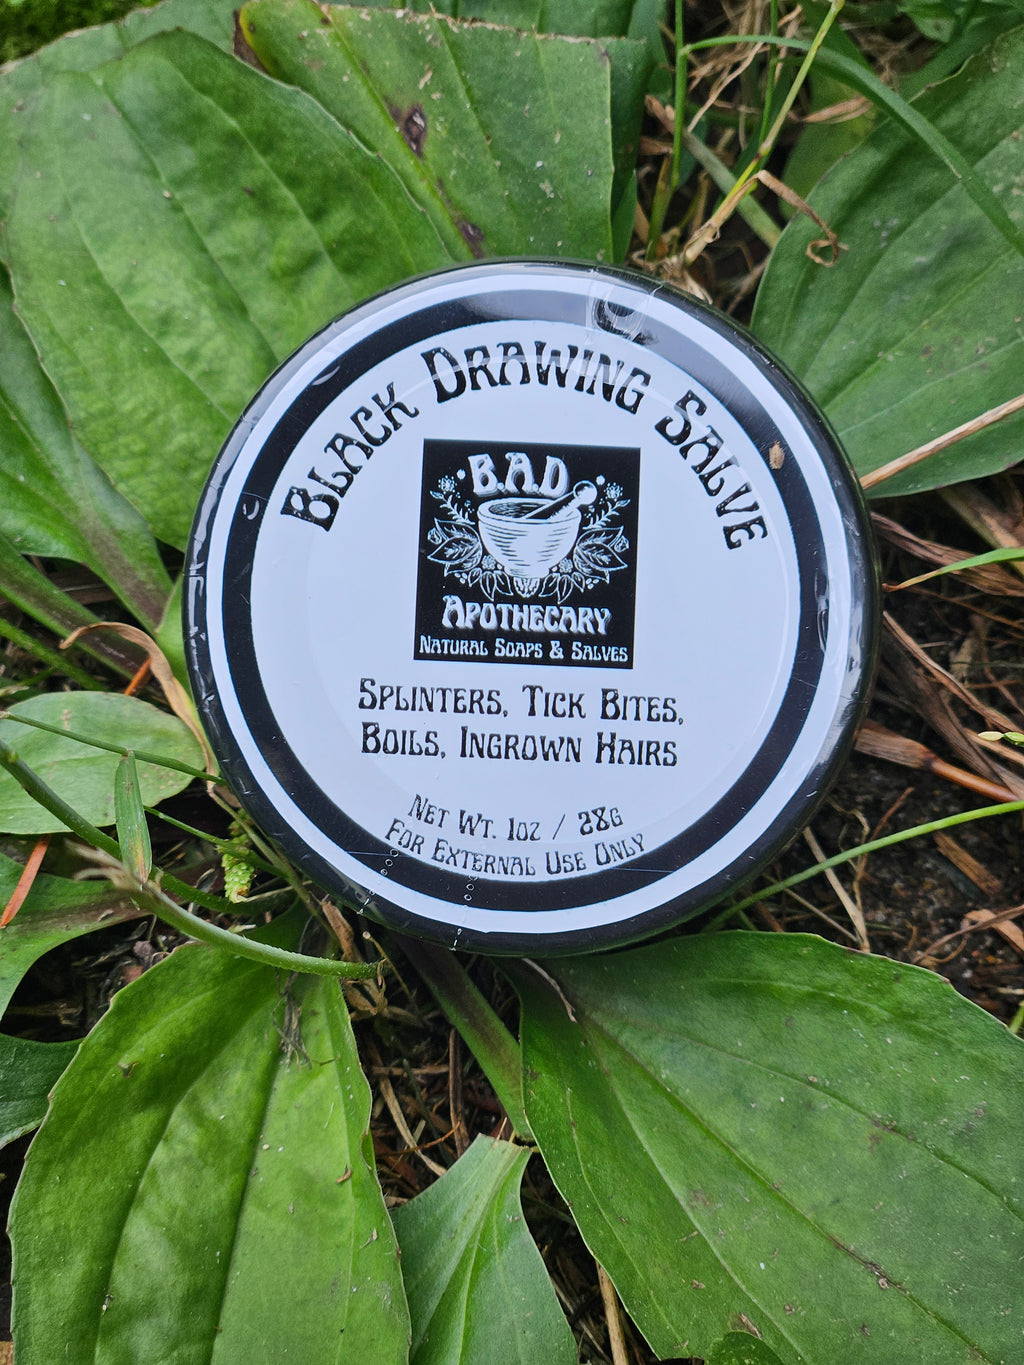 Black Drawing Salve
B.A.D
Apothecary
Natural Soaps & Salves
Splinters, Tick Bites,
Boils, Ingrown Hairs
Net Wt. 1oz / 28g
For External Use Only